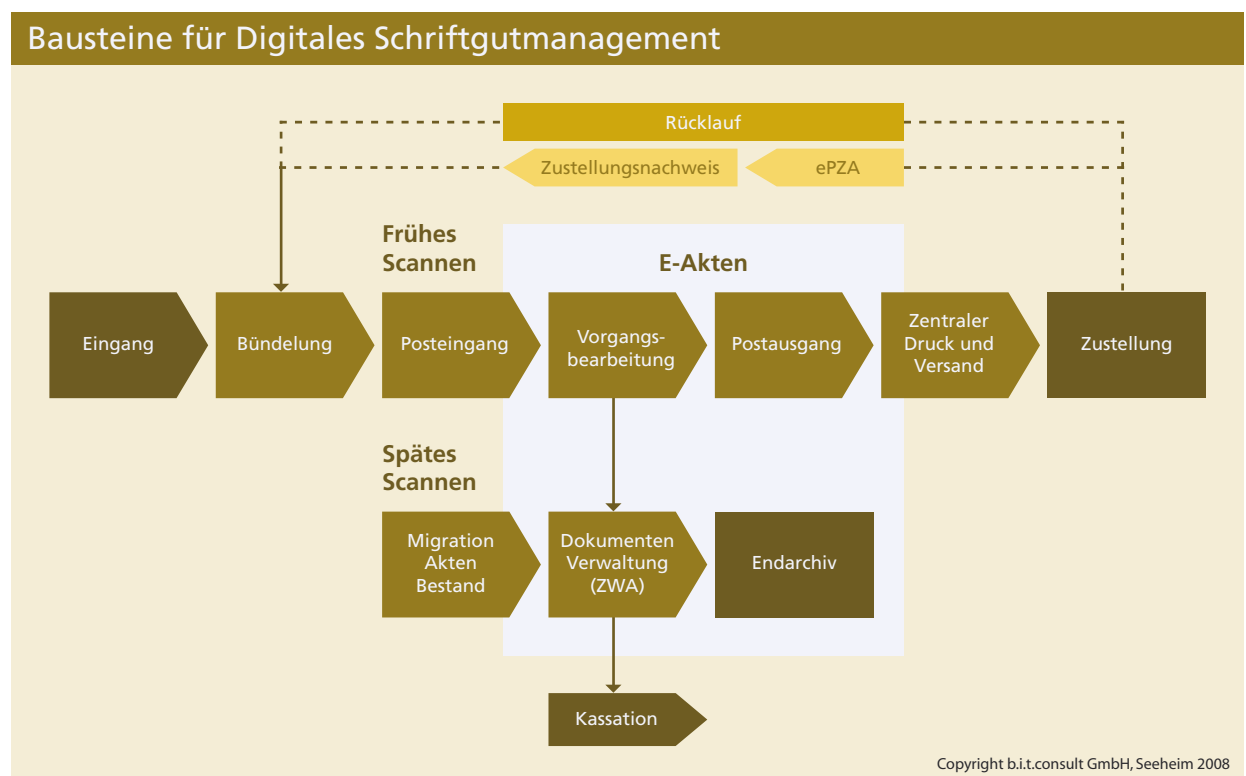 Bausteine für Digitales Schriftgutmanagement
Rücklauf
Zustellungsnachweis
ePZA
Frühes
Scannen
E-Akten
Eingang
Bündelung
Posteingang
Vorgangs-
bearbeitung
Postausgang
Zentraler
Druck und
Versand
Zustellung
Spätes
Scannen
Migration
Akten
Bestand
Dokumenten
Verwaltung
(ZWA)
Endarchiv
Kassation
Copyright b.i.t.consult GmbH, Seeheim 2008